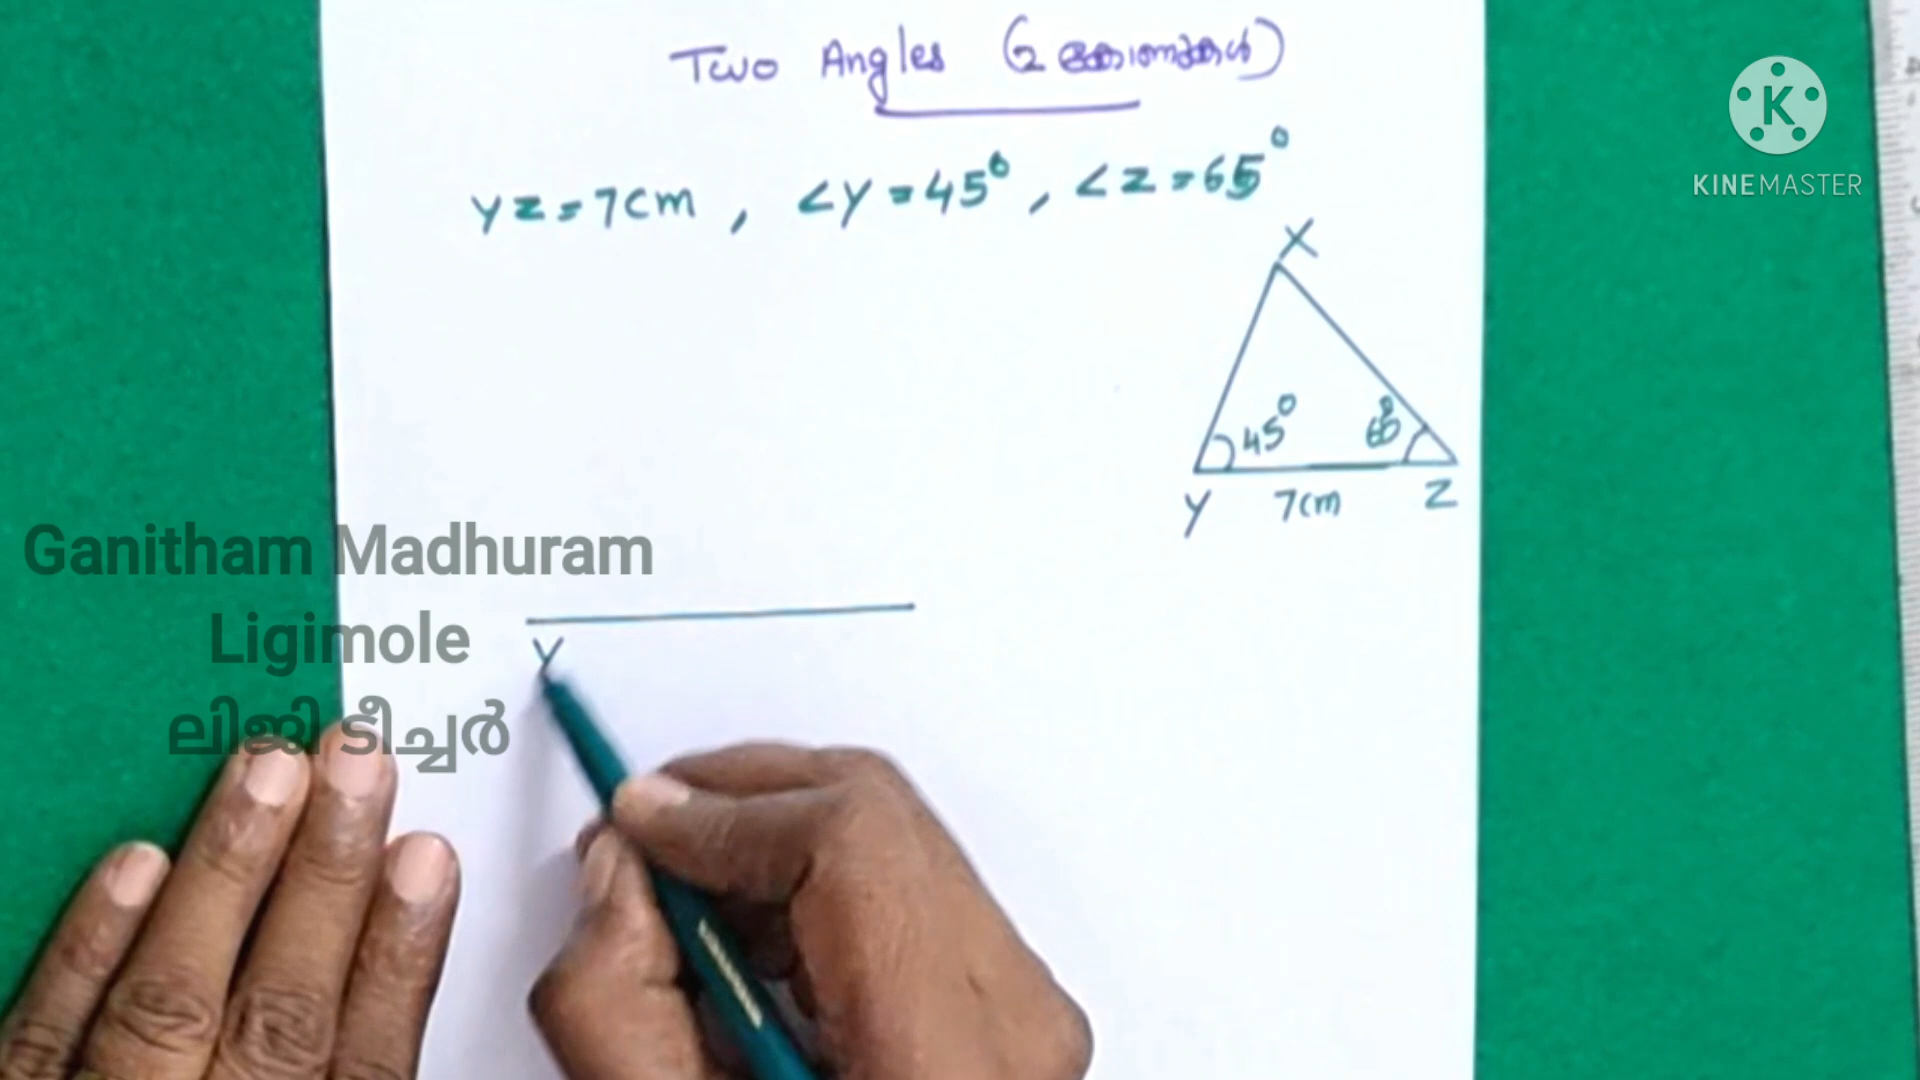 Two Angles (2 കോണുകൾ)
YZ = 7cm , ∠Y = 45° , ∠Z = 65°
X
45°
Y 7cm Z
Y
K
KINEMASTER
Ganitham Madhuram
Ligimole
ലിജി ടീച്ചർ